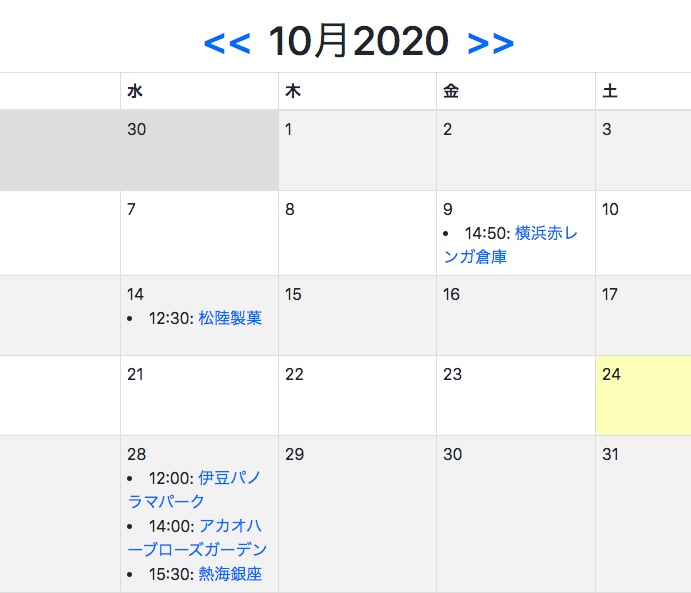 << 10月2020 >>
水 木 金 土
30 1 2 3
7 8 9 10
14:50: 横浜赤レ
ンガ倉庫
14 15 16 17
12:30: 松陸製菓
21 22 23 24
28 29 30 31
12:00: 伊豆パノ
ラマパーク
14:00: アカオハ
ーブローズガーデン
15:30: 熱海銀座